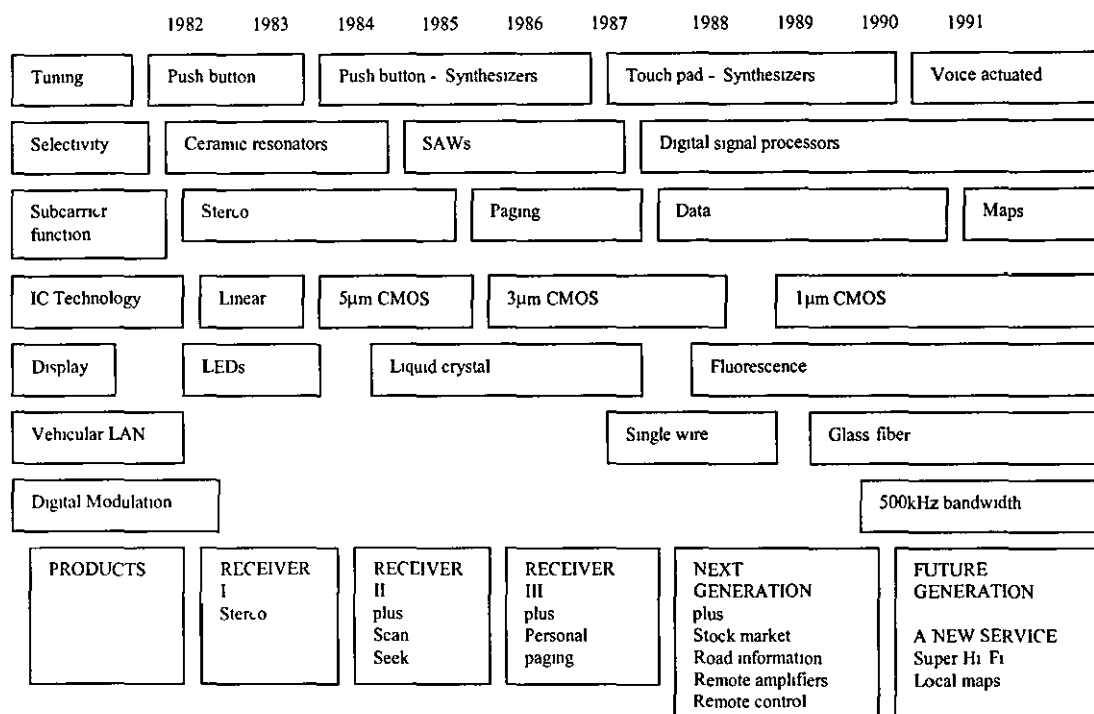 1982 1983 1984 1985 1986 1987 1988 1989 1990 1991
Tuning Push button Push button - Synthesizers Touch pad - Synthesizers Voice actuated
Selectivity Ceramic resonators SAWs Digital signal processors
Subcarrier function Stereo Paging Data Maps
IC Technology Linear 5µm CMOS 3µm CMOS 1µm CMOS
Display LEDs Liquid crystal Fluorescence
Vehicular LAN Single wire Glass fiber
Digital Modulation 500kHz bandwidth
PRODUCTS
RECEIVER
I
Stereo
RECEIVER
II
plus
Scan
Seek
RECEIVER
III
plus
Personal
paging
NEXT
GENERATION
plus
Stock market
Road information
Remote amplifiers
Remote control
FUTURE
GENERATION
A NEW SERVICE
Super Hi Fi
Local maps